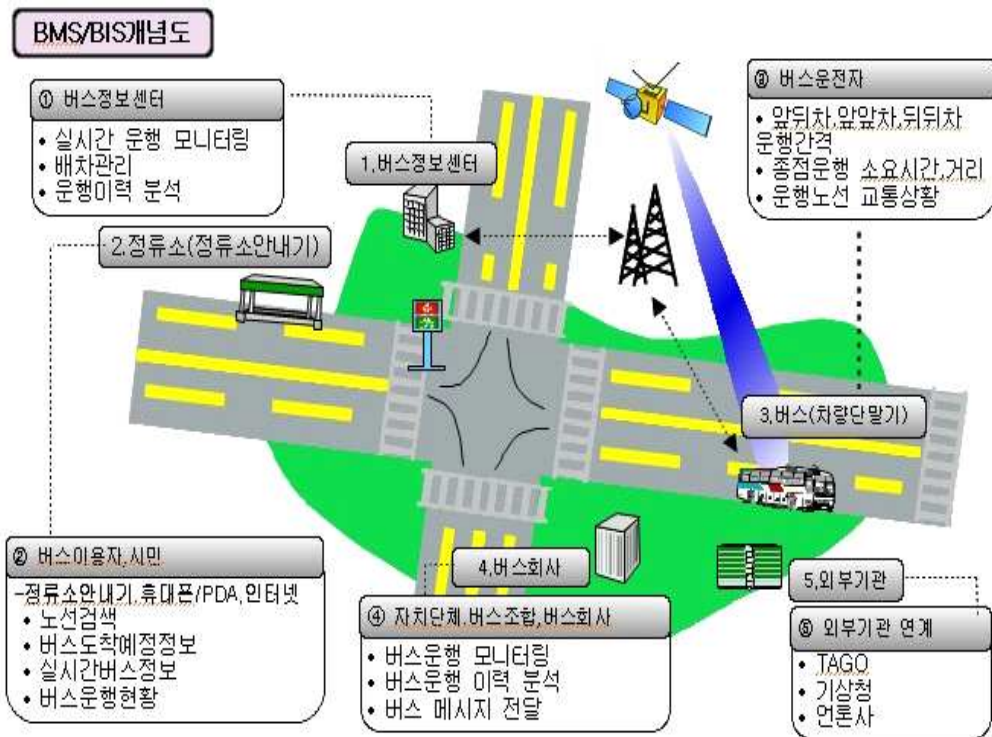 BMS/BIS개념도
① 버스정보센터
• 실시간 운행 모니터링
• 배차관리
• 운행이력 분석
1,버스정보센터
③ 버스운전자
• 앞뒤차,앞앞차,뒤뒤차
운행간격
• 종점운행 소요시간,거리
• 운행노선 교통상황
2.정류소(정류소안내기)
3,버스(차량단말기)
② 버스이용자,시민
-정류소안내기,휴대폰/PDA,인터넷
• 노선검색
• 버스도착예정정보
• 실시간버스정보
• 버스운행현황
4,버스회사
④ 자치단체,버스조합,버스회사
• 버스운행 모니터링
• 버스운행 이력 분석
• 버스 메시지 전달
5,외부기관
⑤ 외부기관 연계
• TAGO
• 기상청
• 언론사